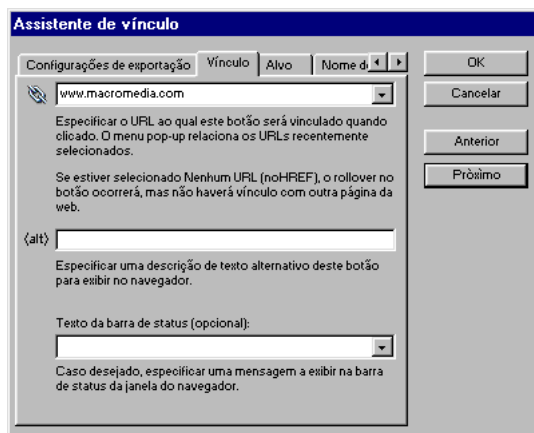 Assistente de vínculo
Configurações de exportação
Vínculo
Alvo
OK
www.macromedia.com
Cancelar
Especificar o URL ao qual este botão será vinculado quando
clicado. O menu pop-up relaciona os URLs recentemente
selecionados.
Anterior
Pròximo
Se estiver selecionado Nenhum URL (noHREF), o rollover no
botão ocorrerá, mas não haverá vínculo com outra página da
web.
<alt>
Especificar uma descrição de texto alternativo deste botão
para exibir no navegador.
Texto da barra de status (opcional):
Caso desejado, especificar uma mensagem a exibir na barra
de status da janela do navegador.